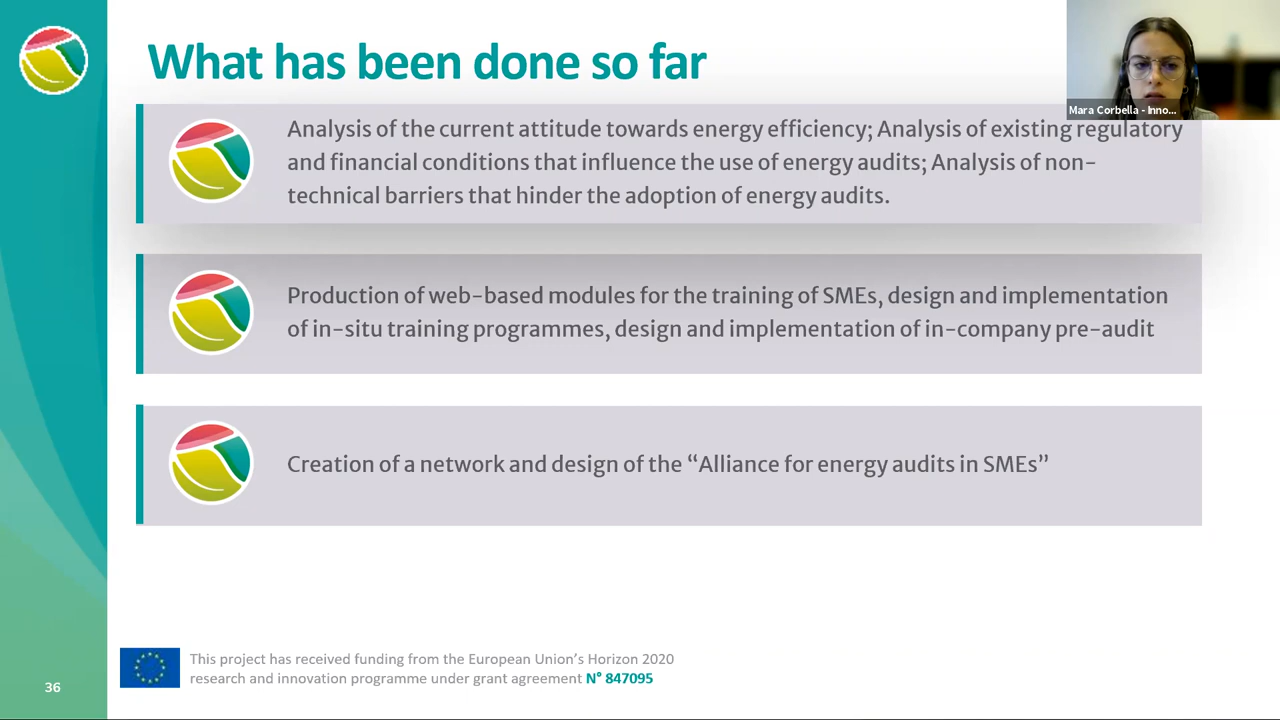 What has been done so far
Mara Corbella - Inno...
Analysis of the current attitude towards energy efficiency; Analysis of existing regulatory
and financial conditions that influence the use of energy audits; Analysis of non-
technical barriers that hinder the adoption of energy audits.
Production of web-based modules for the training of SMEs, design and implementation
of in-situ training programmes, design and implementation of in-company pre-audit
Creation of a network and design of the “Alliance for energy audits in SMEs”
This project has received funding from the European Union’s Horizon 2020
research and innovation programme under grant agreement N° 847095
36